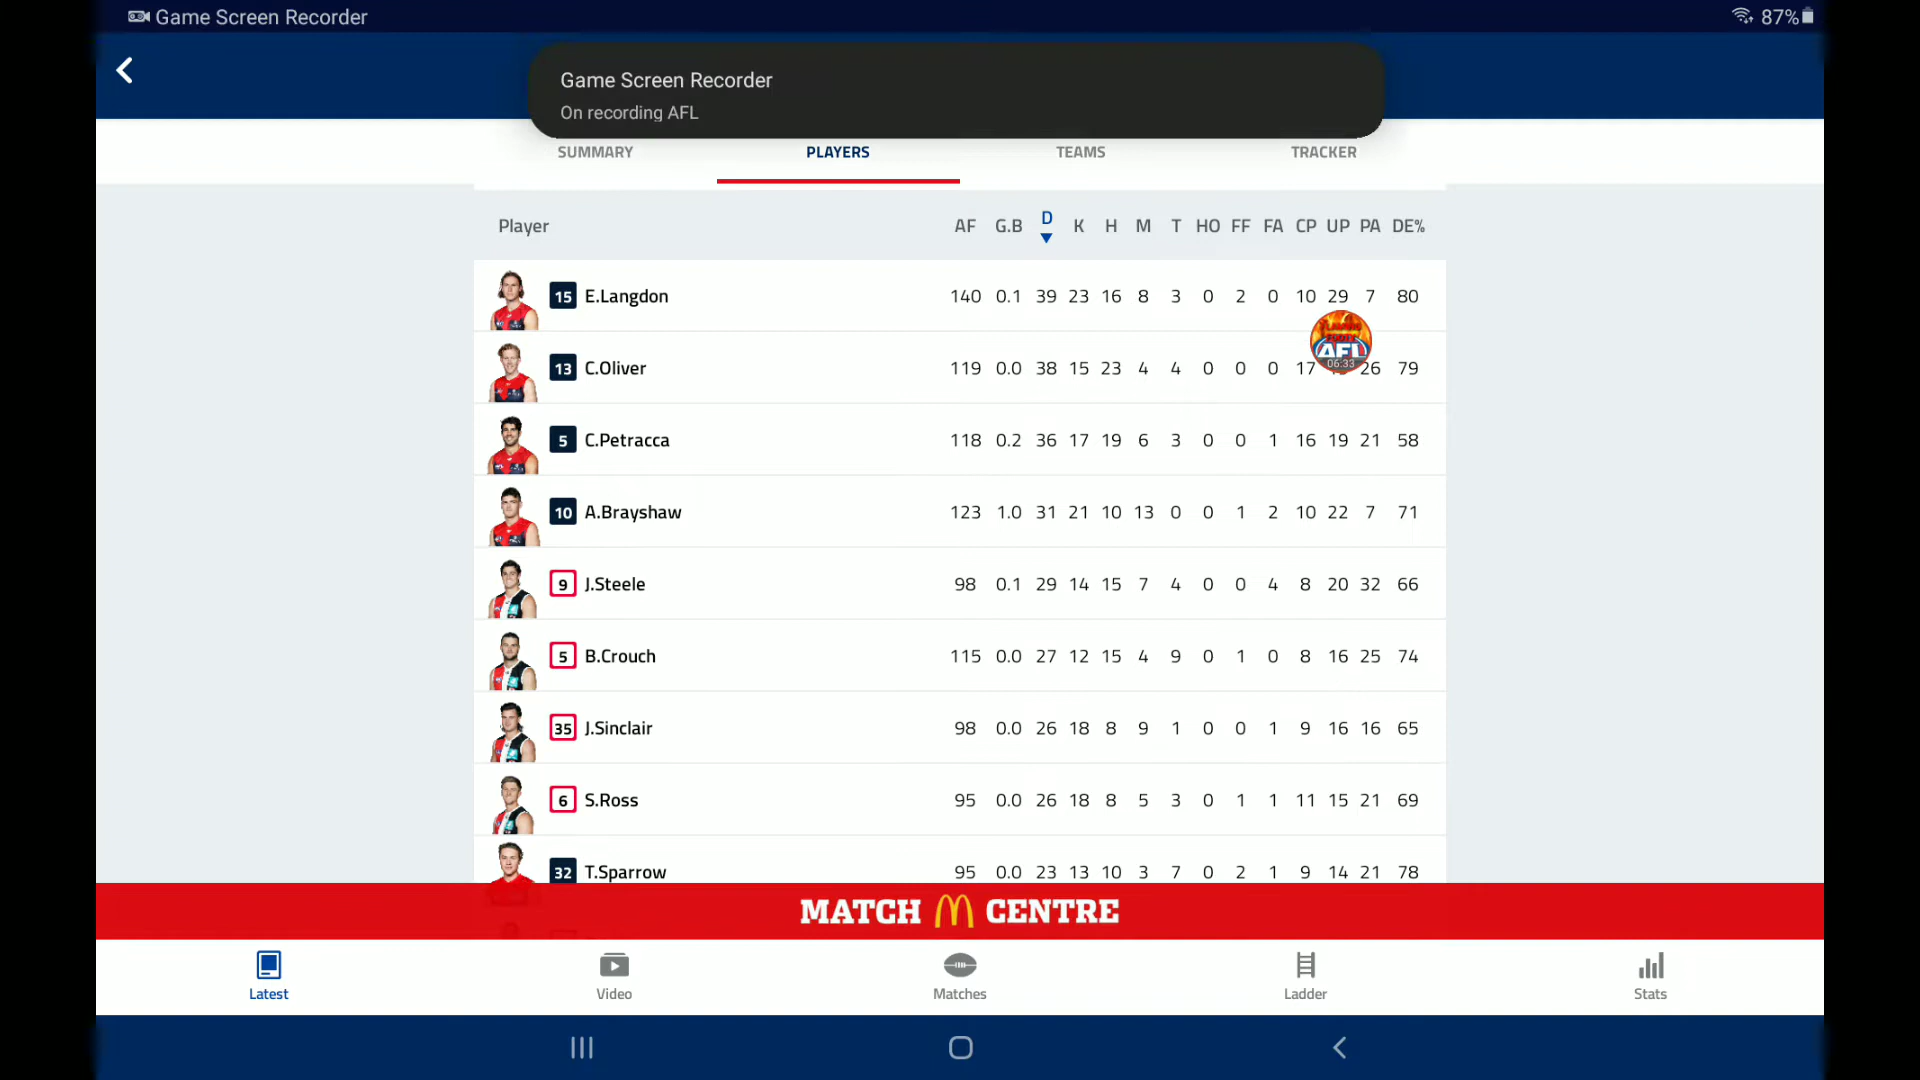 Game Screen Recorder 87%
Game Screen Recorder
On recording AFL
SUMMARY PLAYERS TEAMS TRACKER
Player AF G.B D K H M T HO FF FA CP UP PA DE%
15 E.Langdon 140 0.1 39 23 16 8 3 0 2 0 10 29 7 80
13 C.Oliver 119 0.0 38 15 23 4 4 0 0 0 17 26 79
AFL
06:33
5 C.Petracca 118 0.2 36 17 19 6 3 0 0 1 16 19 21 58
10 A.Brayshaw 123 1.0 31 21 10 13 0 0 1 2 10 22 7 71
9 J.Steele 98 0.1 29 14 15 7 4 0 0 4 8 20 32 66
5 B.Crouch 115 0.0 27 12 15 4 9 0 1 0 8 16 25 74
35 J.Sinclair 98 0.0 26 18 8 9 1 0 0 1 9 16 16 65
6 S.Ross 95 0.0 26 18 8 5 3 0 1 1 11 15 21 69
32 T.Sparrow 95 0.0 23 13 10 3 7 0 2 1 9 14 21 78
MATCH CENTRE
Latest Video Matches Ladder Stats